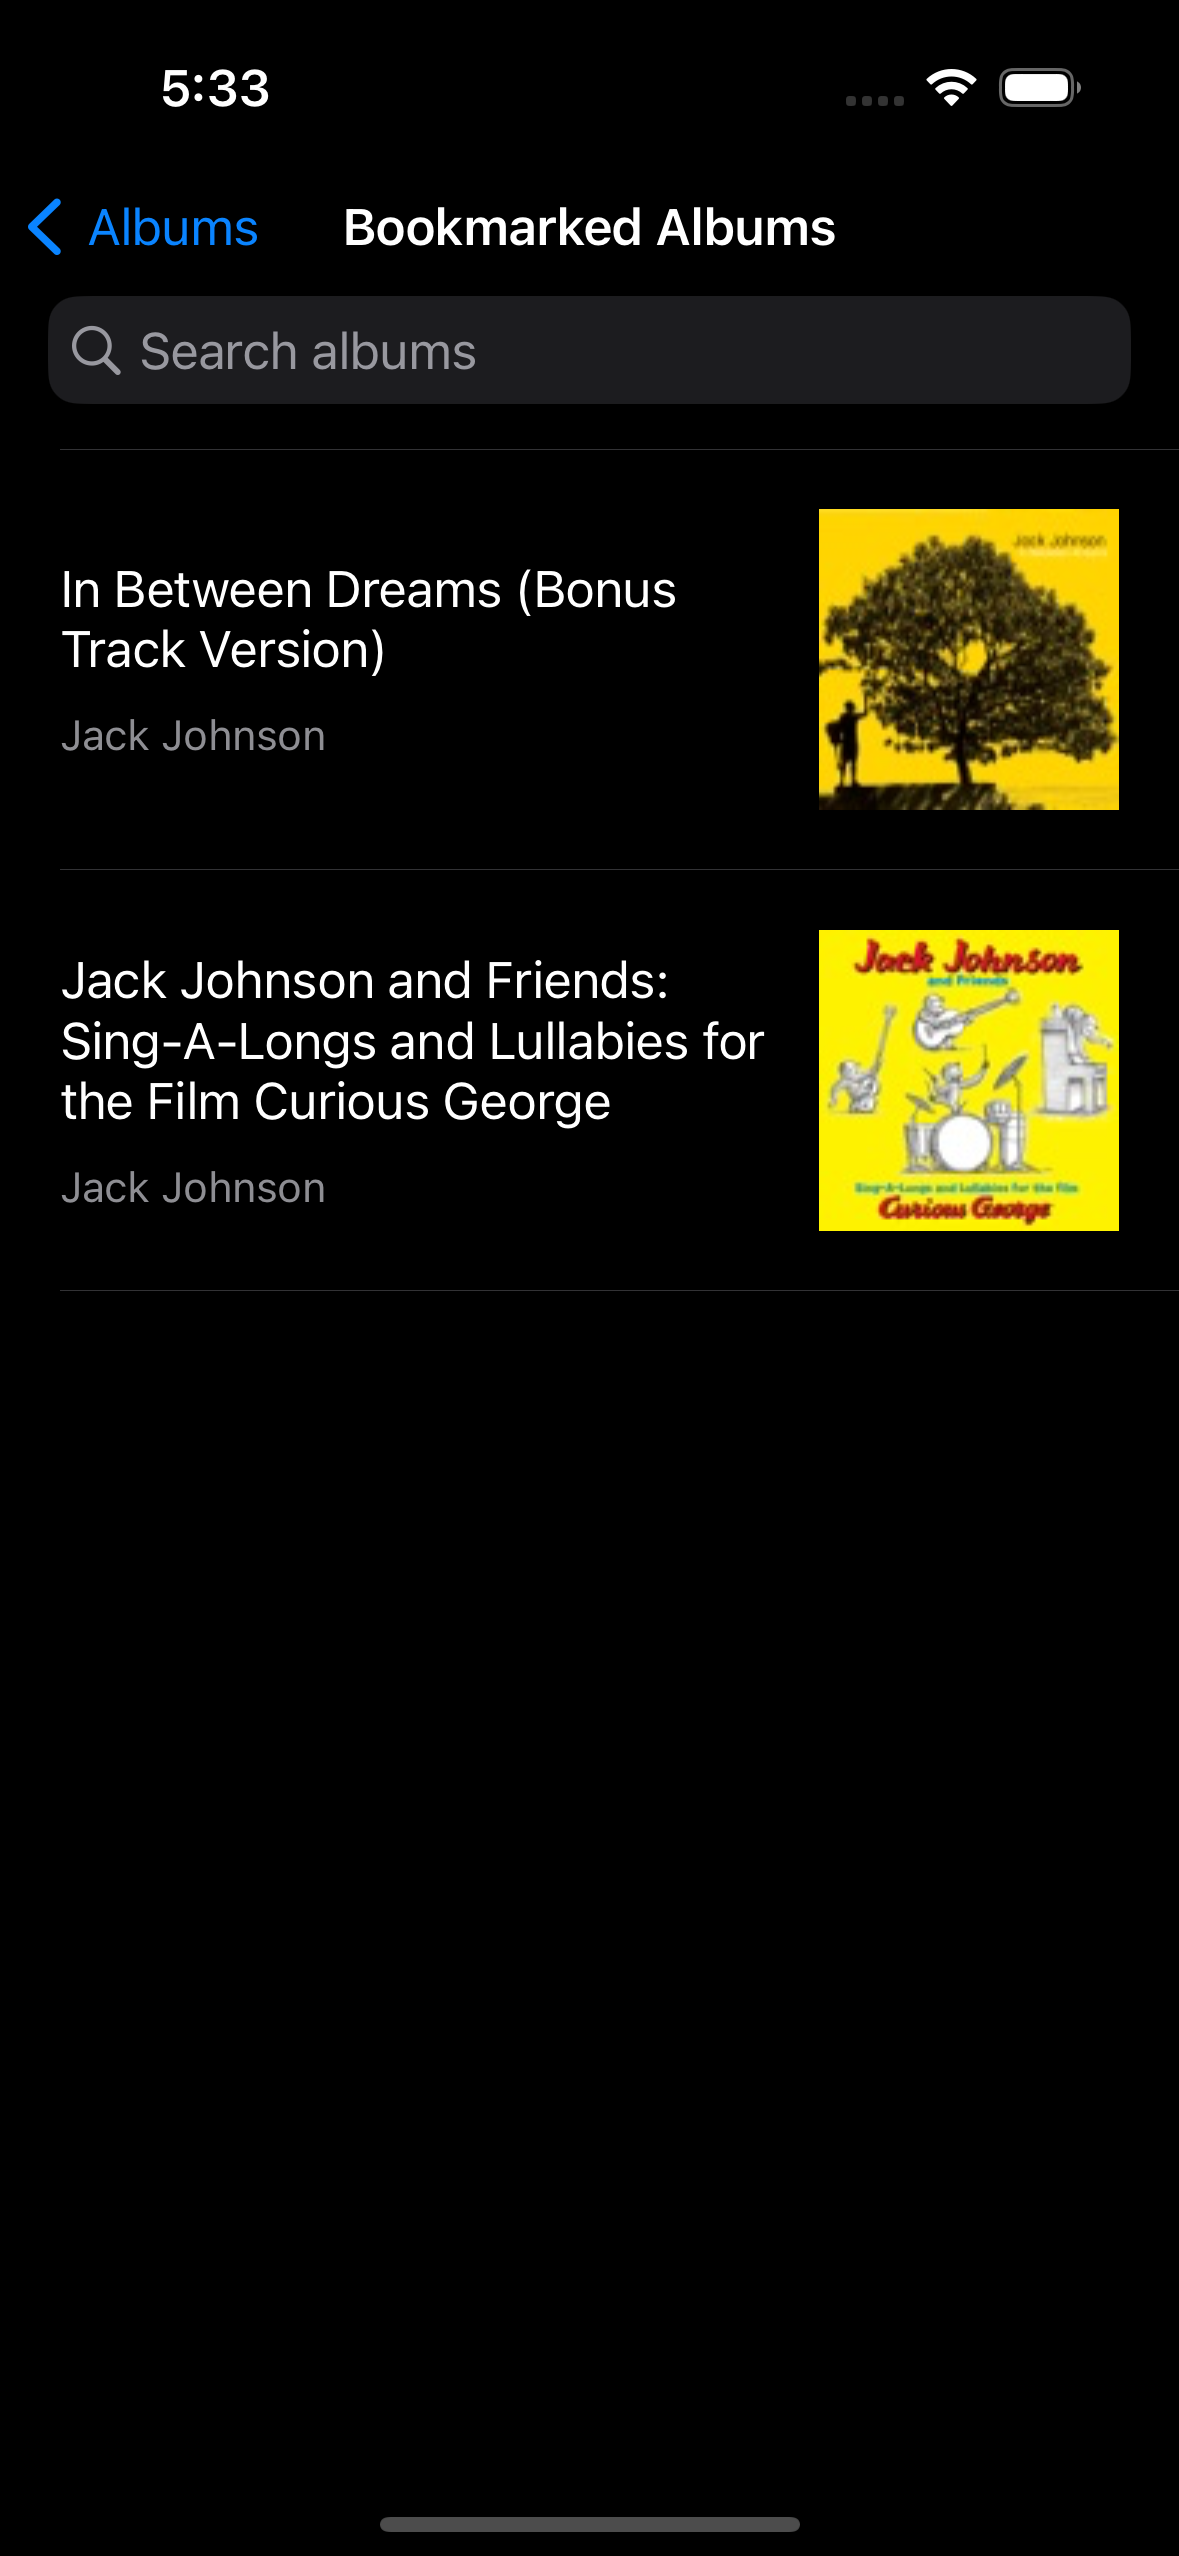 5:33
Albums
Bookmarked Albums
Search albums
In Between Dreams (Bonus
Track Version)
Jack Johnson
Jack Johnson
Jack Johnson and Friends:
Sing-A-Longs and Lullabies for
the Film Curious George
Jack Johnson
Jack Johnson
and Friends
Sing-A-Longs and Lullabies for the Film
Curious George